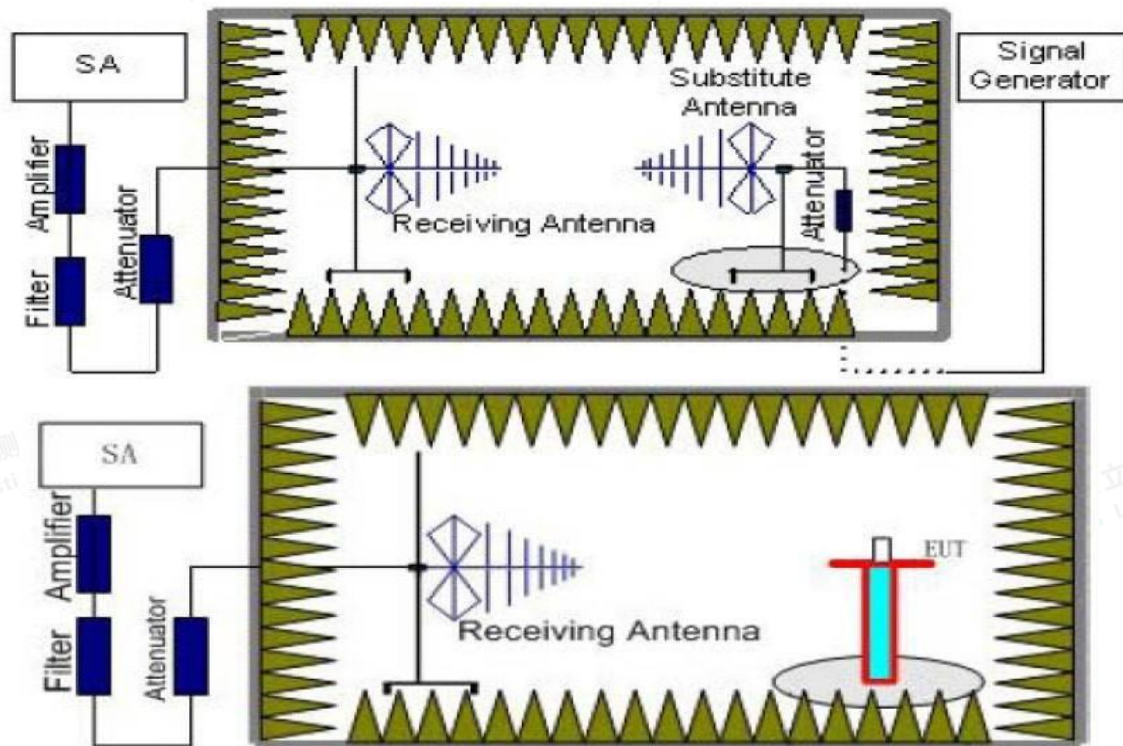 SA
Amplifier
Filter
Attenuator
Receiving Antenna
Substitute
Antenna
Attenuator
Signal
Generator
SA
Amplifier
Filter
Attenuator
Receiving Antenna
EUT